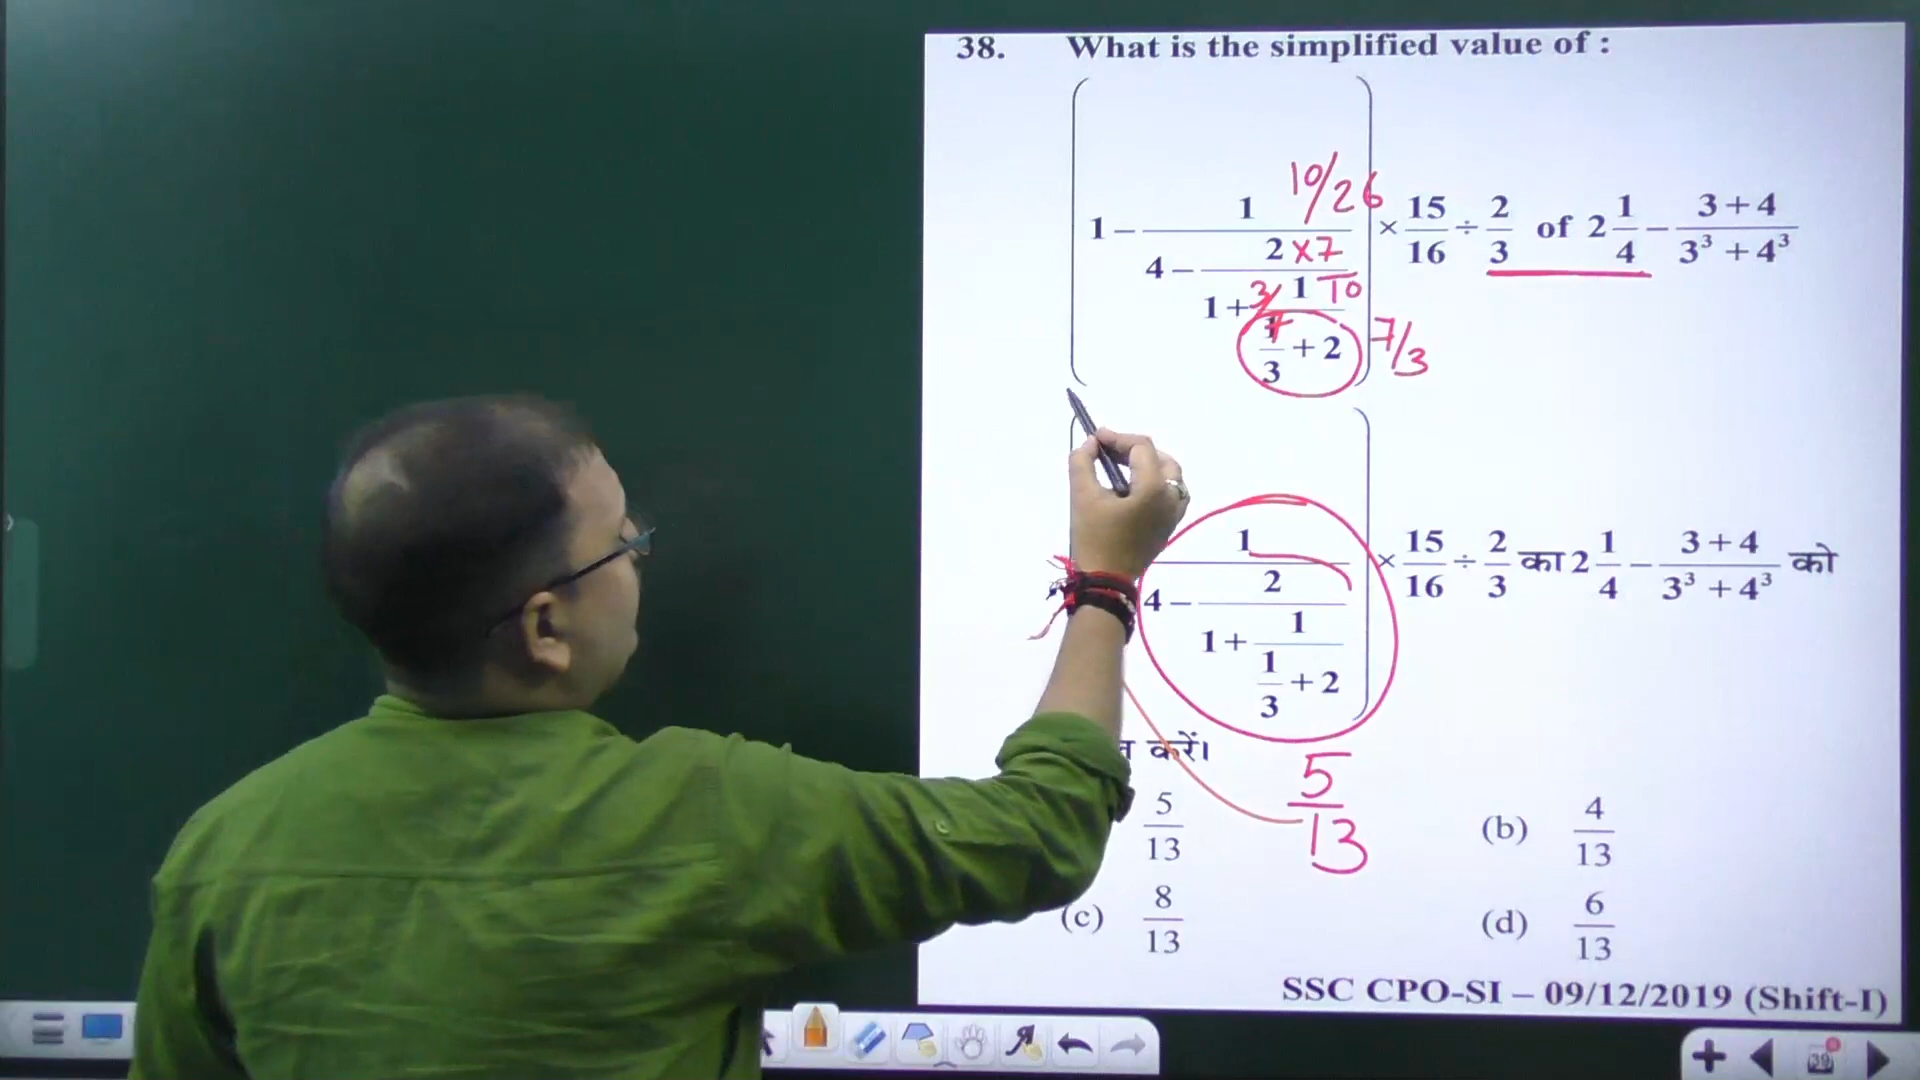 38. What is the simplified value of :
[1 - 1/(4 - 2/(1 + 1/(1/3 + 2)))] × 15/16 ÷ 2/3 of 2 1/4 - (3 + 4)/(3³ + 4³)
10/26
×7
10
3/7
7/3
1/(4 - 2/(1 + 1/(1/3 + 2))) × 15/16 ÷ 2/3 का 2 1/4 - (3 + 4)/(3³ + 4³) को
करें।
5/13
5/13
(b) 4/13
(c) 8/13
(d) 6/13
SSC CPO-SI – 09/12/2019 (Shift-I)
39